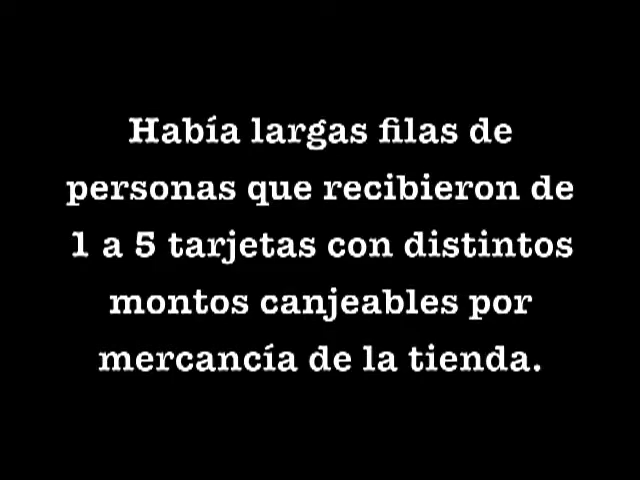 Había largas filas de
personas que recibieron de
1 a 5 tarjetas con distintos
montos canjeables por
mercancía de la tienda.